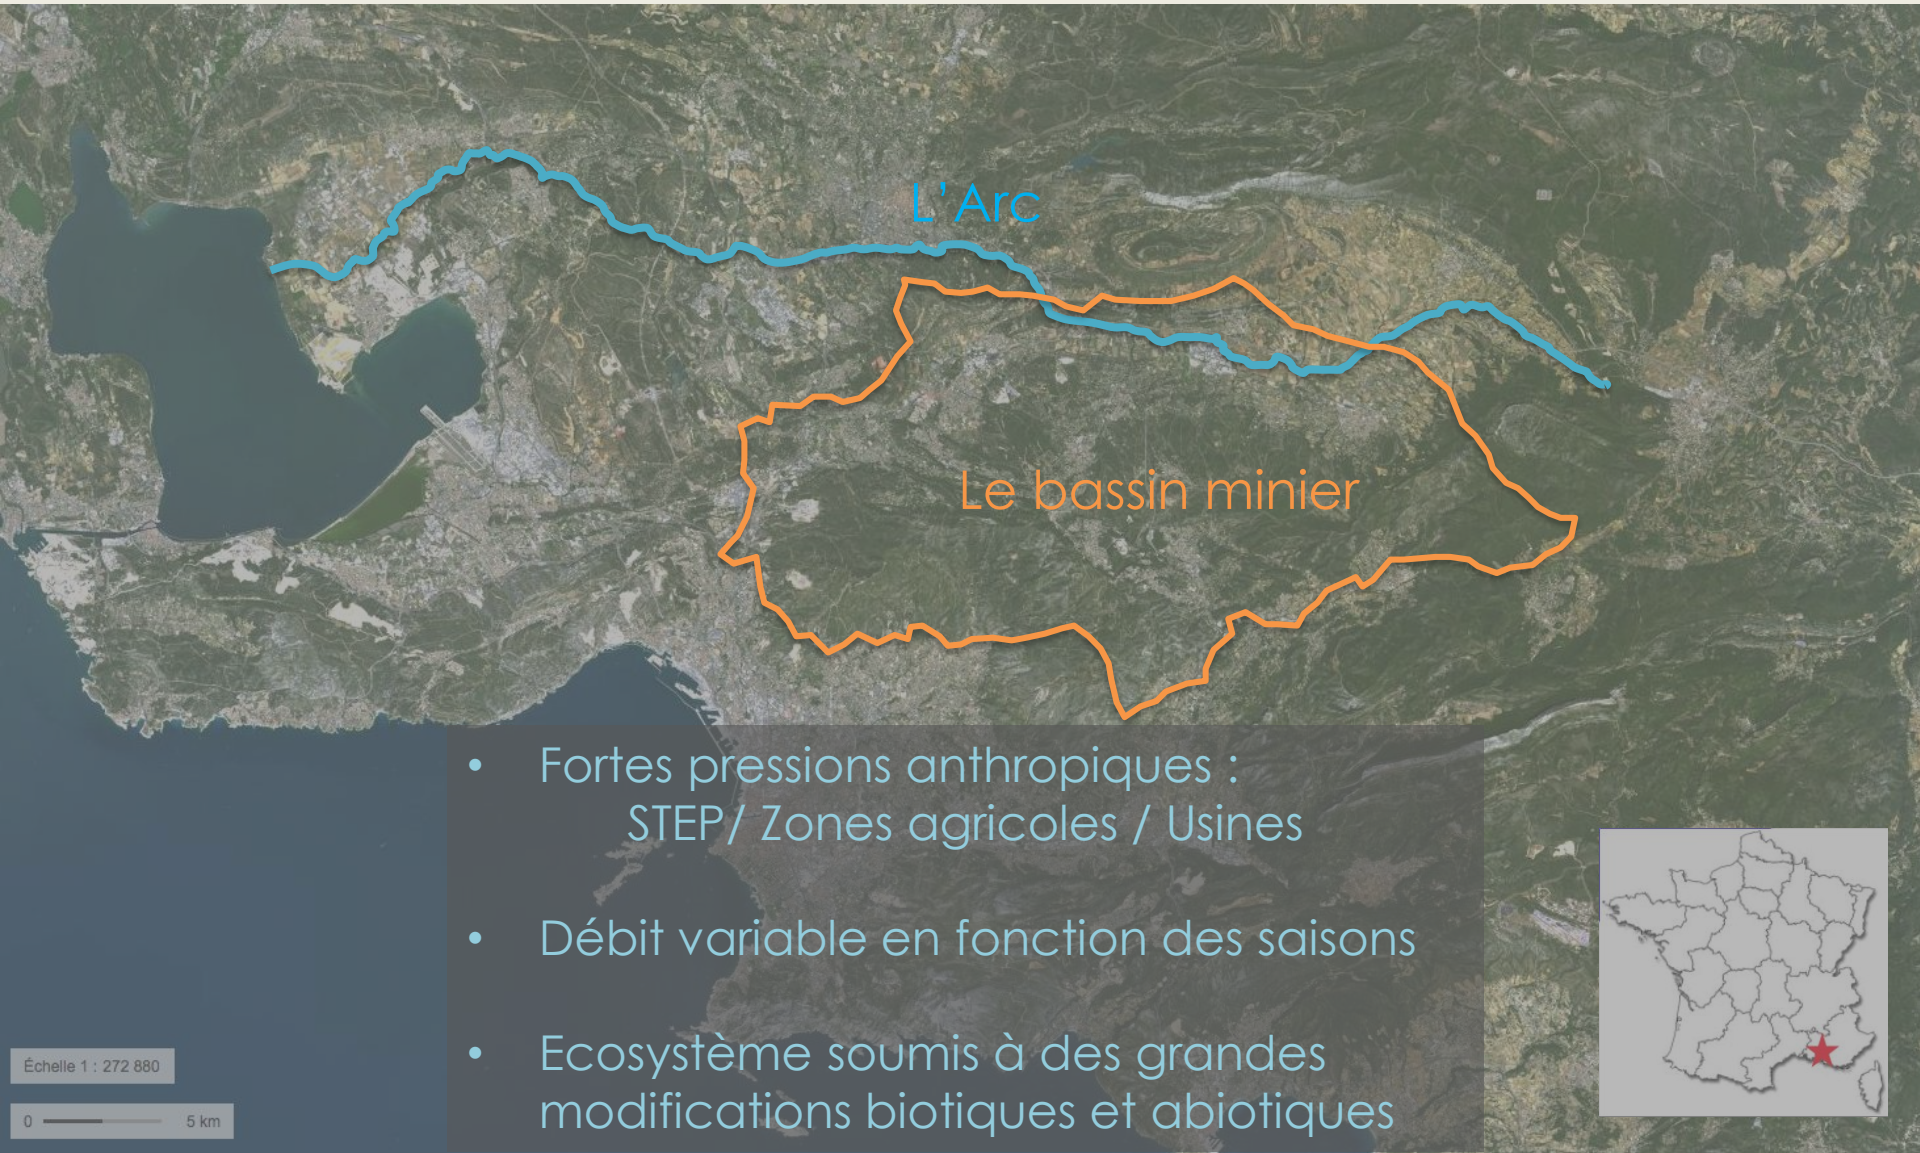 L'Arc
Le bassin minier
• Fortes pressions anthropiques :
STEP/ Zones agricoles / Usines
• Débit variable en fonction des saisons
• Ecosystème soumis à des grandes
modifications biotiques et abiotiques
Échelle 1 : 272 880
0 5 km